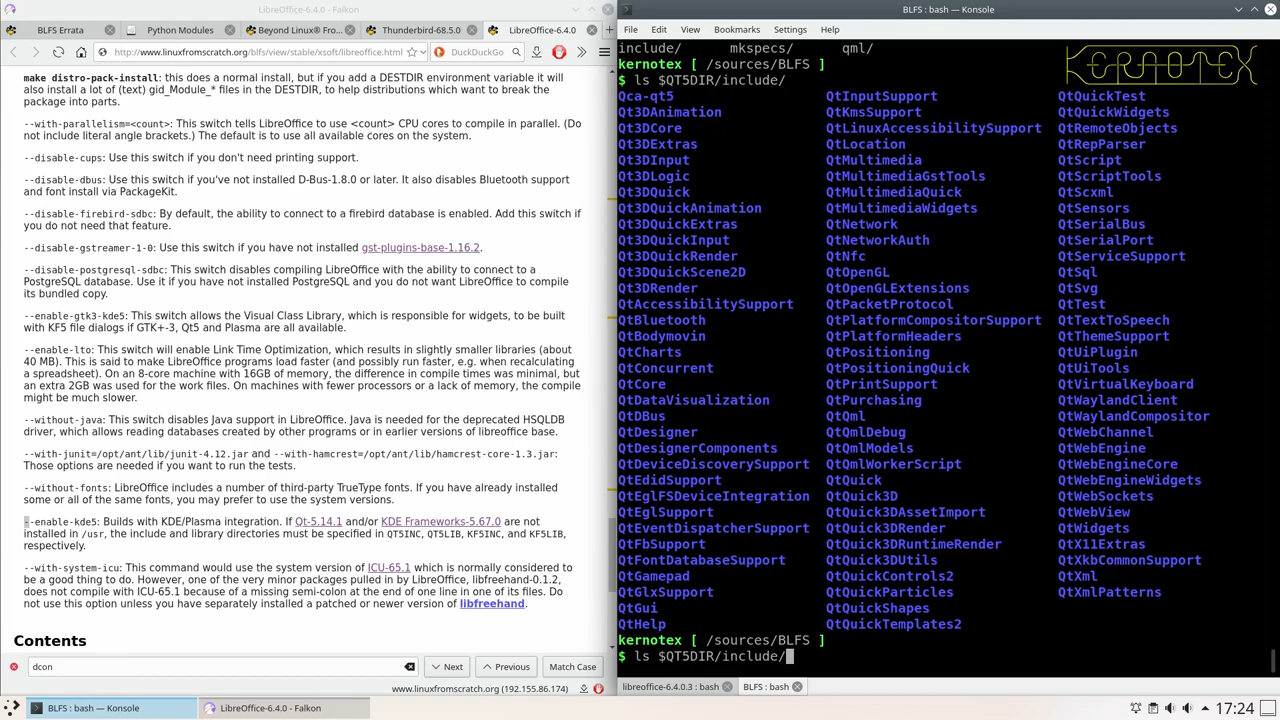 LibreOffice-6.4.0 - Falkon
BLFS Errata
Python Modules
Beyond Linux® Fro
Thunderbird-68.5.0
LibreOffice-6.4.0
http://www.linuxfromscratch.org/blfs/view/stable/xsoft/libreoffice.html
DuckDuckGo
make distro-pack-install: this does a normal install, but if you add a DESTDIR environment variable it will
also install a lot of (text) gid_Module_* files in the DESTDIR, to help distributions which want to break the
package into parts.
--with-parallelism=<count>: This switch tells LibreOffice to use <count> CPU cores to compile in parallel. (Do
not include literal angle brackets.) The default is to use all available cores on the system.
--disable-cups: Use this switch if you don't need printing support.
--disable-dbus: Use this switch if you've not installed D-Bus-1.8.0 or later. It also disables Bluetooth support
and font install via PackageKit.
--disable-firebird-sdbc: By default, the ability to connect to a firebird database is enabled. Add this switch if
you do not need that feature.
--disable-gstreamer-1-0: Use this switch if you have not installed gst-plugins-base-1.16.2.
--disable-postgresql-sdbc: This switch disables compiling LibreOffice with the ability to connect to a
PostgreSQL database. Use it if you have not installed PostgreSQL and you do not want LibreOffice to compile
its bundled copy.
--enable-gtk3-kde5: This switch allows the Visual Class Library, which is responsible for widgets, to be built
with KF5 file dialogs if GTK+-3, Qt5 and Plasma are all available.
--enable-lto: This switch will enable Link Time Optimization, which results in slightly smaller libraries (about
40 MB). This is said to make LibreOffice programs load faster (and possibly run faster, e.g. when recalculating
a spreadsheet). On an 8-core machine with 16GB of memory, the difference in compile times was minimal, but
an extra 2GB was used for the work files. On machines with fewer processors or a lack of memory, the compile
might be much slower.
--without-java: This switch disables Java support in LibreOffice. Java is needed for the deprecated HSQLDB
driver, which allows reading databases created by other programs or in earlier versions of libreoffice base.
--with-junit=/opt/ant/lib/junit-4.12.jar and --with-hamcrest=/opt/ant/lib/hamcrest-core-1.3.jar:
Those options are needed if you want to run the tests.
--without-fonts: LibreOffice includes a number of third-party TrueType fonts. If you have already installed
some or all of the same fonts, you may prefer to use the system versions.
--enable-kde5: Builds with KDE/Plasma integration. If Qt-5.14.1 and/or KDE Frameworks-5.67.0 are not
installed in /usr, the include and library directories must be specified in QT5INC, QT5LIB, KF5INC, and KF5LIB,
respectively.
--with-system-icu: This command would use the system version of ICU-65.1 which is normally considered to
be a good thing to do. However, one of the very minor packages pulled in by LibreOffice, libfreehand-0.1.2,
does not compile with ICU-65.1 because of a missing semi-colon at the end of one line in one of its files. Do
not use this option unless you have separately installed a patched or newer version of libfreehand.
Contents
dcon
Next
Previous
Match Case
www.linuxfromscratch.org (192.155.86.174)
BLFS : bash — Konsole
File Edit View Bookmarks Settings Help
KERNOTEX
include/ mkspecs/ qml/
kernotex [ /sources/BLFS ]
$ ls $QT5DIR/include/
Qca-qt5 QtInputSupport QtQuickTest
Qt3DAnimation QtKmsSupport QtQuickWidgets
Qt3DCore QtLinuxAccessibilitySupport QtRemoteObjects
Qt3DExtras QtLocation QtRepParser
Qt3DInput QtMultimedia QtScript
Qt3DLogic QtMultimediaGstTools QtScriptTools
Qt3DQuick QtMultimediaQuick QtScxml
Qt3DQuickAnimation QtMultimediaWidgets QtSensors
Qt3DQuickExtras QtNetwork QtSerialBus
Qt3DQuickInput QtNetworkAuth QtSerialPort
Qt3DQuickRender QtNfc QtServiceSupport
Qt3DQuickScene2D QtOpenGL QtSql
Qt3DRender QtOpenGLExtensions QtSvg
QtAccessibilitySupport QtPacketProtocol QtTest
QtBluetooth QtPlatformCompositorSupport QtTextToSpeech
QtBodymovin QtPlatformHeaders QtThemeSupport
QtCharts QtPositioning QtUiPlugin
QtConcurrent QtPositioningQuick QtUiTools
QtCore QtPrintSupport QtVirtualKeyboard
QtDataVisualization QtPurchasing QtWaylandClient
QtDBus QtQml QtWaylandCompositor
QtDesigner QtQmlDebug QtWebChannel
QtDesignerComponents QtQmlModels QtWebEngine
QtDeviceDiscoverySupport QtQmlWorkerScript QtWebEngineCore
QtEdidSupport QtQuick QtWebEngineWidgets
QtEglFSDeviceIntegration QtQuick3D QtWebSockets
QtEglSupport QtQuick3DAssetImport QtWebView
QtEventDispatcherSupport QtQuick3DRender QtWidgets
QtFbSupport QtQuick3DRuntimeRender QtX11Extras
QtFontDatabaseSupport QtQuick3DUtils QtXkbCommonSupport
QtGamepad QtQuickControls2 QtXml
QtGlxSupport QtQuickParticles QtXmlPatterns
QtGui QtQuickShapes
QtHelp QtQuickTemplates2
kernotex [ /sources/BLFS ]
$ ls $QT5DIR/include/
libreoffice-6.4.0.3 : bash
BLFS : bash
BLFS : bash — Konsole
LibreOffice-6.4.0 - Falkon
17:24